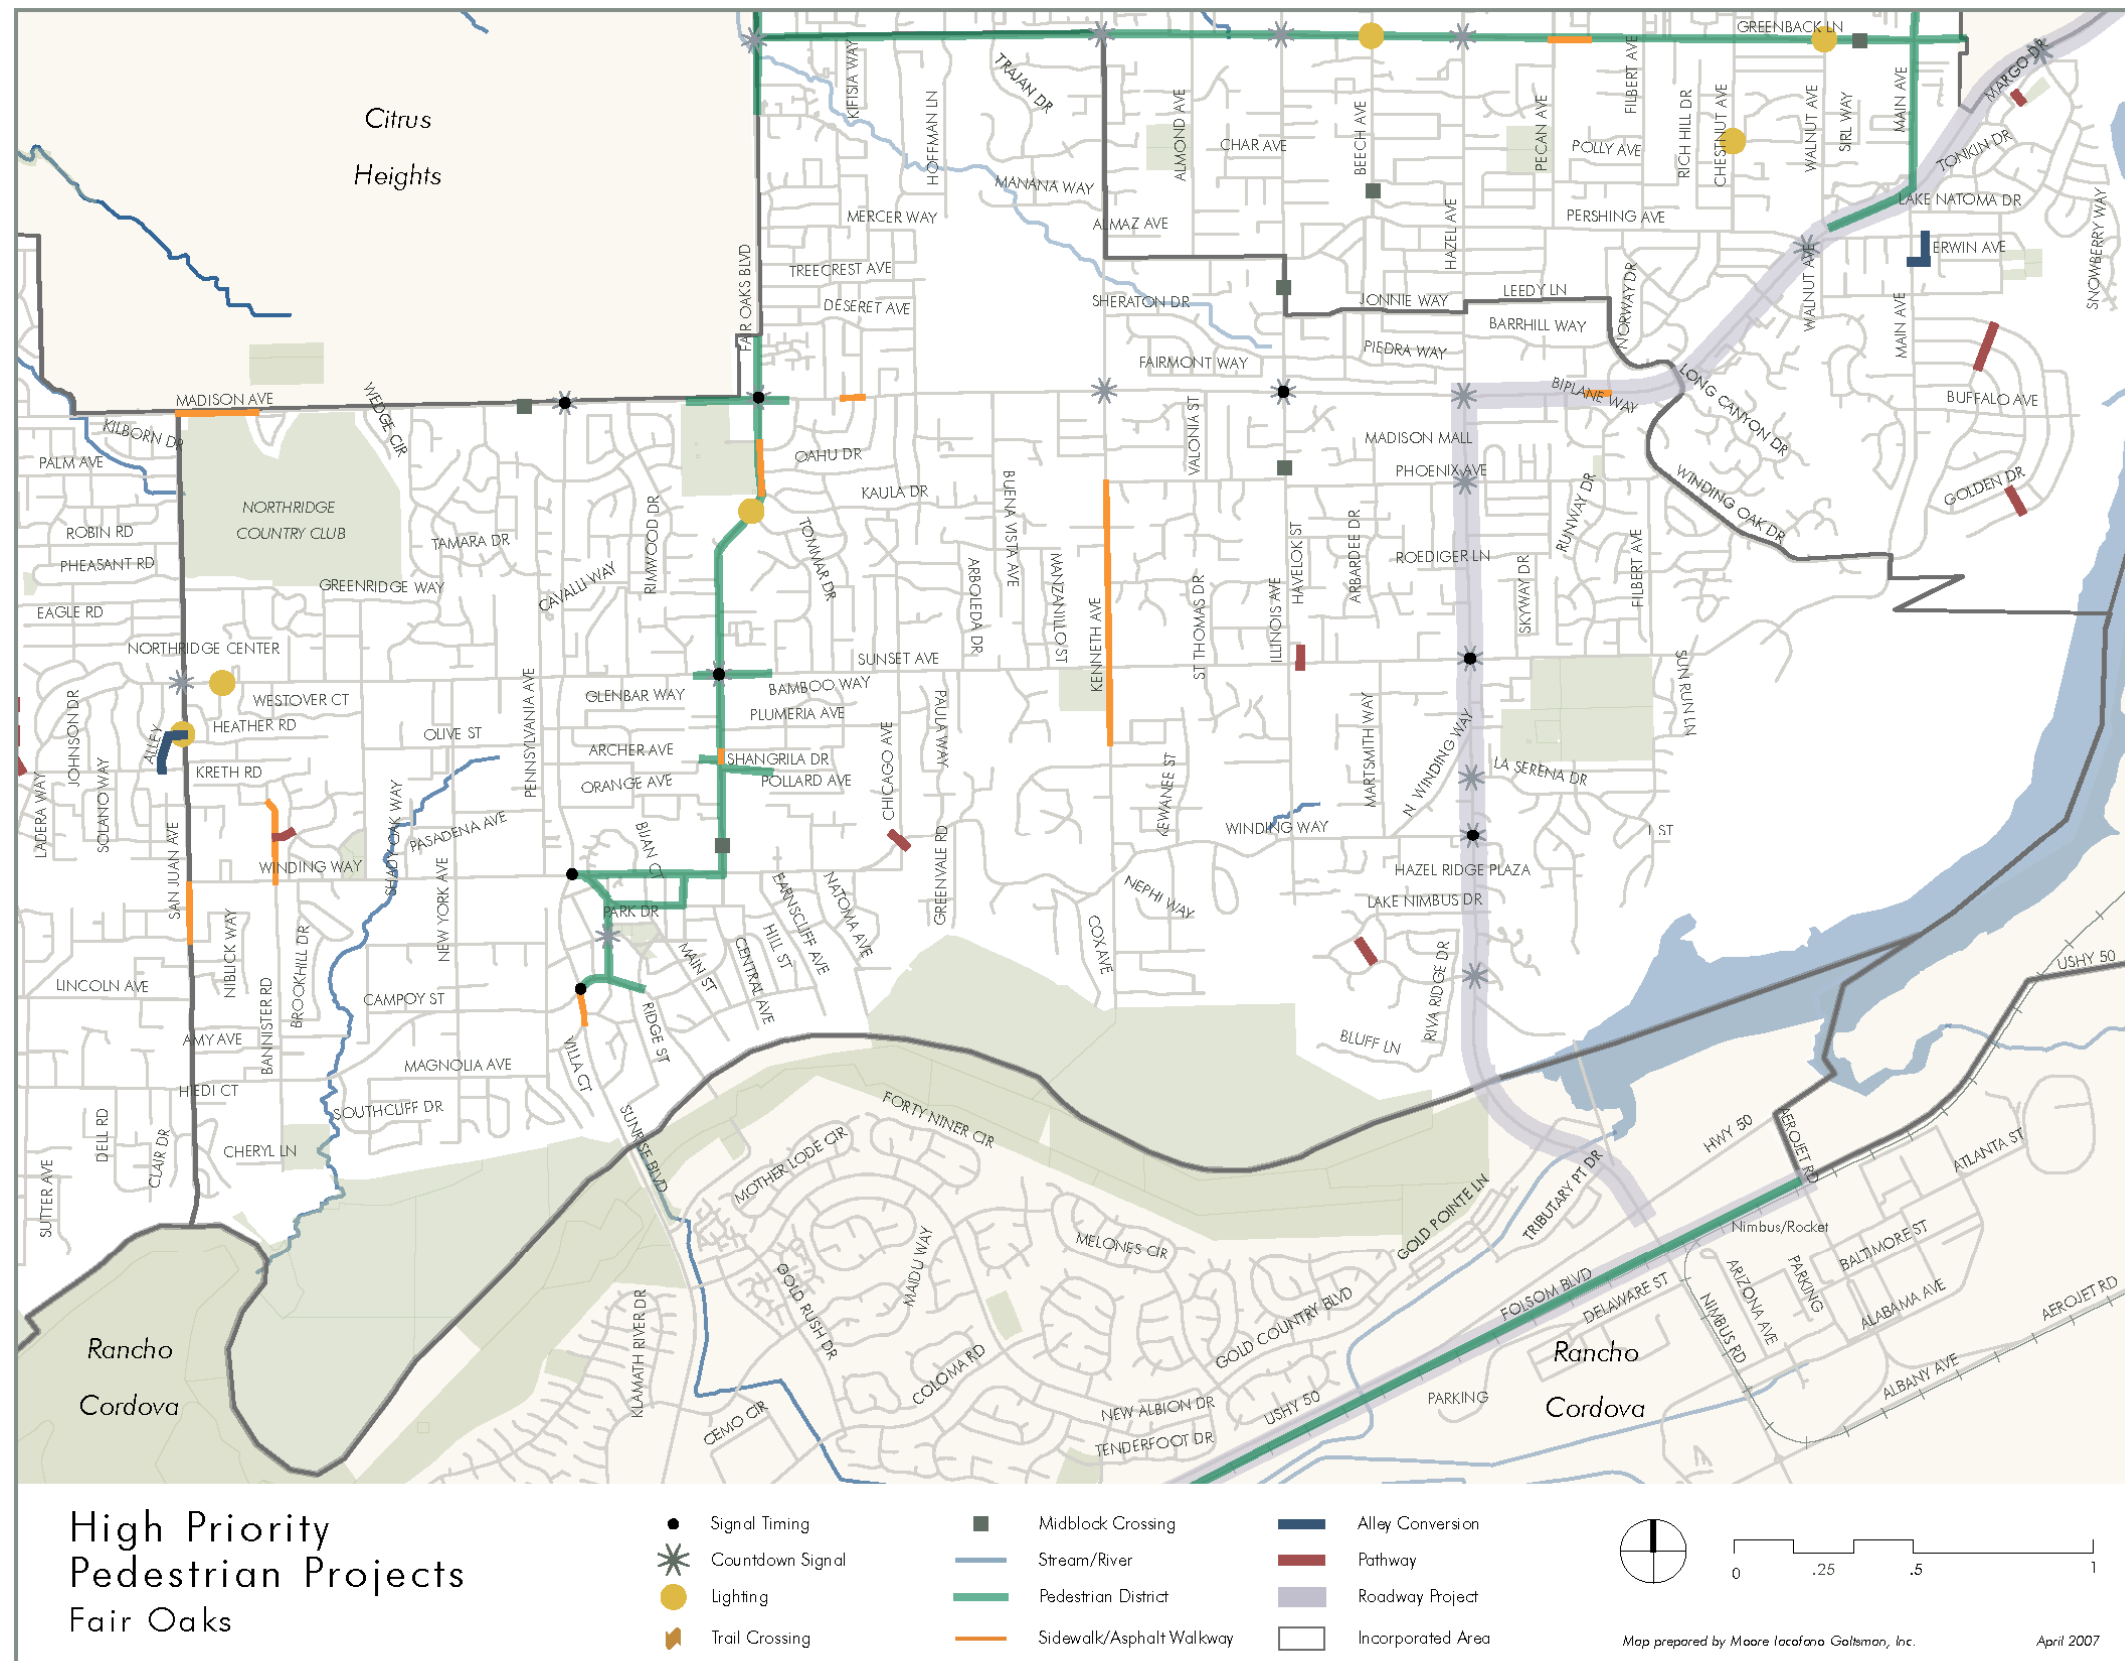 GREENBACK LN
MARGO DR
KIFISIA WAY
HOFFMAN LN
TRAJAN DR
ALMOND AVE
CHAR AVE
BEECH AVE
PECAN AVE
FILBERT AVE
POLLY AVE
RICH HILL DR
CHESTNUT AVE
WALNUT AVE
SIRL WAY
MAIN AVE
TONKIN DR
Citrus
Heights
MANANA WAY
MERCER WAY
ALMAZ AVE
HAZEL AVE
PERSHING AVE
LAKE NATOMA DR
ERWIN AVE
SNOWBERRY WAY
FAIR OAKS BLVD
TREECREST AVE
DESERET AVE
SHERATON DR
JONNIE WAY
LEEDY LN
NORWAY DR
WALNUT AVE
MAIN AVE
BARRHILL WAY
PIEDRA WAY
FAIRMONT WAY
MADISON AVE
WEDGE CIR
KILBORN DR
PALM AVE
BIPLANE WAY
LONG CANYON DR
BUFFALO AVE
VALONIA ST
MADISON MALL
PHOENIX AVE
OAHU DR
KAULA DR
BUENA VISTA AVE
WINDING OAK DR
GOLDEN DR
NORTHRIDGE
COUNTRY CLUB
ROBIN RD
PHEASANT RD
EAGLE RD
TAMARA DR
GREENRIDGE WAY
CAVALLI WAY
RIMWOOD DR
TOMMAR DR
ARBOLEDA DR
MANZANILLO ST
KENNETH AVE
ST THOMAS DR
ILLINOIS AVE
HAVELOK ST
ARBARDEE DR
ROEDIGER LN
SKYWAY DR
RUNWAY DR
FILBERT AVE
NORTHRIDGE CENTER
SUNSET AVE
SUN RUN LN
WESTOVER CT
HEATHER RD
OLIVE ST
PENNSYLVANIA AVE
GLENBAR WAY
BAMBOO WAY
PLUMERIA AVE
ARCHER AVE
SHANGRILA DR
ORANGE AVE
POLLARD AVE
CHICAGO AVE
PAULA WAY
JOHNSON DR
ALLEY
KRETH RD
SOLANO WAY
LADERA WAY
SAN JUAN AVE
SHADY OAK WAY
PASADENA AVE
KEWANEE ST
MARTSMITH WAY
N WINDING WAY
LA SERENA DR
WINDING WAY
I ST
HAZEL RIDGE PLAZA
LAKE NIMBUS DR
WINDING WAY
BIJAN CT
GREENVALE RD
NEPHI WAY
NEW YORK AVE
NIBLICK WAY
BROOKHILL DR
BANNISTER RD
PARK DR
MAIN ST
CENTRAL AVE
HILL ST
EARNSCLIFF AVE
NATOMA AVE
COX AVE
RIVA RIDGE DR
BLUFF LN
USHY 50
LINCOLN AVE
CAMPOY ST
AMY AVE
RIDGE ST
VILLA CT
MAGNOLIA AVE
HIEDI CT
SOUTHCLIFF DR
DELL RD
CLAIR DR
CHERYL LN
SUTTER AVE
SUNRISE BLVD
MOTHER LODE CIR
FORTY NINER CIR
HWY 50
AEROJET RD
ATLANTA ST
TRIBUTARY PT DR
GOLD POINTE LN
MELONES CIR
MAIDU WAY
GOLD RUSH DR
Nimbus/Rocket
BALTIMORE ST
PARKING
ARIZONA AVE
ALABAMA AVE
AEROJET RD
NIMBUS RD
FOLSOM BLVD
DELAWARE ST
GOLD COUNTRY BLVD
KLAMATH RIVER DR
COLOMA RD
CEMO CIR
NEW ALBION DR
TENDERFOOT DR
USHY 50
PARKING
ALBANY AVE
Rancho
Cordova
Rancho
Cordova
High Priority
Pedestrian Projects
Fair Oaks
Signal Timing
Countdown Signal
Lighting
Trail Crossing
Midblock Crossing
Stream/River
Pedestrian District
Sidewalk/Asphalt Walkway
Alley Conversion
Pathway
Roadway Project
Incorporated Area
0 .25 .5 1
Map prepared by Moore Iacofano Goltsman, Inc. April 2007